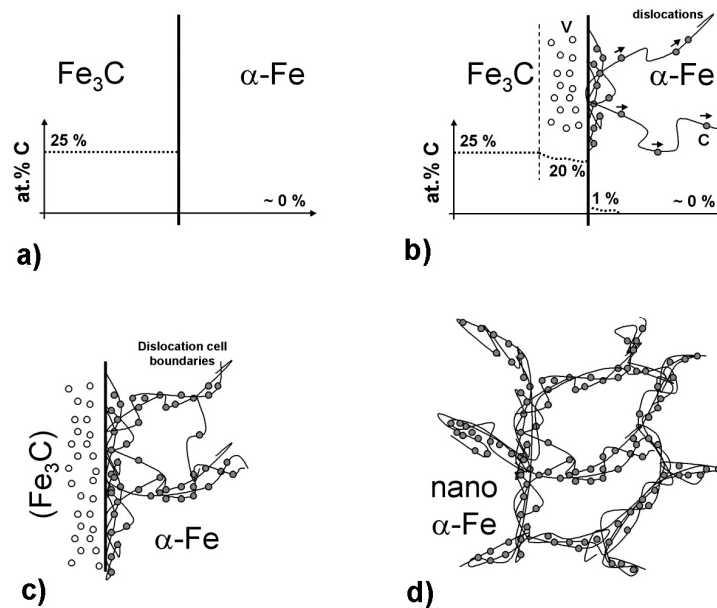 Fe₃C
α-Fe
at.% C
25 %
~ 0 %
a)
dislocations
V
Fe₃C
α-Fe
C
at.% C
25 %
20 %
1 %
~ 0 %
b)
Dislocation cell
boundaries
(Fe₃C)
α-Fe
c)
nano
α-Fe
d)